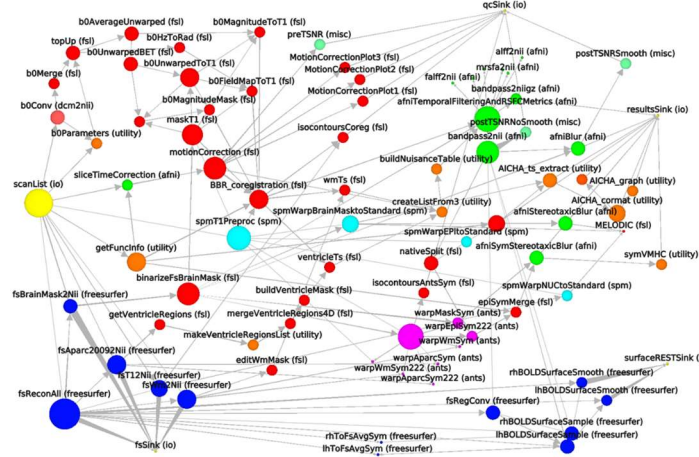 qcSink (io)
b0AverageUnwarped (fsl)
b0MagnitudeToT1 (fsl)
b0HzToRad (fsl)
preTSNR (misc)
topUp (fsl)
b0UnwarpedBET (fsl)
MotionCorrectionPlot3 (fsl)
alff2nii (afni)
postTSNRSmooth (misc)
b0UnwarpedToT1 (fsl)
MotionCorrectionPlot2 (fsl)
mrsfa2nii (afni)
b0Merge (fsl)
b0FieldMapToT1 (fsl)
falff2nii (afni)
bandpass2niigz (afni)
MotionCorrectionPlot1 (fsl)
b0MagnitudeMask (fsl)
afniTemporalFilteringAndRSFCMetrics (afni)
b0Conv (dcm2nii)
maskT1 (fsl)
resultsSink (io)
b0Parameters (utility)
isocontoursCoreg (fsl)
postTSNRNoSmooth (misc)
bandpass2nii (afni)
motionCorrection (fsl)
afniBlur (afni)
buildNuisanceTable (utility)
sliceTimeCorrection (afni)
scanList (io)
BBR_coregistration (fsl)
wmTs (fsl)
AICHA_ts_extract (utility)
AICHA_graph (utility)
createListFrom3 (utility)
AICHA_cormat (utility)
spmT1Preproc (spm)
spmWarpBrainMasktoStandard (spm)
afniStereotaxicBlur (afni)
spmWarpEPItoStandard (spm)
MELODIC (fsl)
getFuncInfo (utility)
nativeSplit (fsl)
afniSymStereotaxicBlur (afni)
ventricleTs (fsl)
symVMHC (utility)
binarizeFsBrainMask (fsl)
isocontoursAntsSym (fsl)
spmWarpNUCtoStandard (spm)
fsBrainMask2Nii (freesurfer)
buildVentricleMask (fsl)
episymMerge (fsl)
getVentricleRegions (fsl)
mergeVentricleRegions4D (fsl)
warpMaskSym (ants)
warpEpiSym222 (ants)
makeVentricleRegionsList (utility)
warpWmSym (ants)
fsAparc20092Nii (freesurfer)
editWmMask (fsl)
warpAparcSym (ants)
surfaceRESTSink (
fsT12Nii (freesurfer)
warpWmSym222 (ants)
rhBOLDSurfaceSmooth (freesurfer)
warpAparcSym222 (ants)
lhBOLDSurfaceSmooth (freesurfer)
fsReconAll (freesurfer)
fsRegConv (fsl)
rhBOLDSurfaceSample (freesurfer)
rhToFsAvgSym (freesurfer)
lhBOLDSurfaceSample (freesurfer)
fsSink (io)
lhToFsAvgSym (freesurfer)